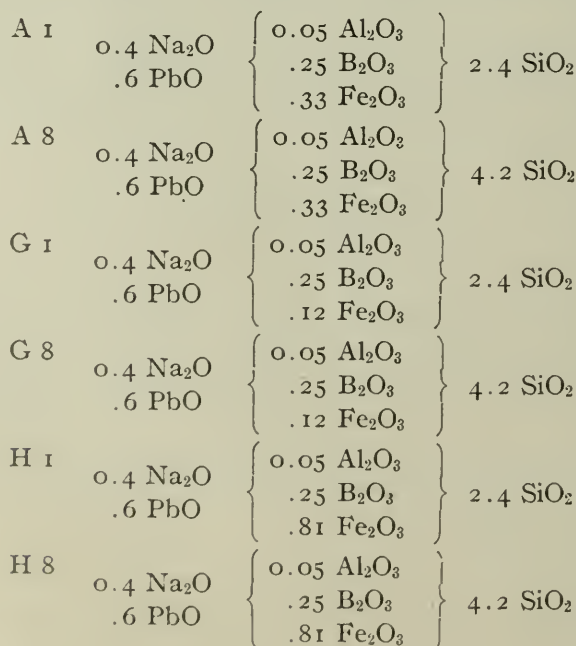 A 1
0.05 Al₂O₃
0.4 Na₂O
.25 B₂O₃
2.4 SiO₂
.6 PbO
.33 Fe₂O₃
A 8
0.05 Al₂O₃
0.4 Na₂O
.25 B₂O₃
4.2 SiO₂
.6 PbO
.33 Fe₂O₃
G 1
0.05 Al₂O₃
0.4 Na₂O
.25 B₂O₃
2.4 SiO₂
.6 PbO
.12 Fe₂O₃
G 8
0.05 Al₂O₃
0.4 Na₂O
.25 B₂O₃
4.2 SiO₂
.6 PbO
.12 Fe₂O₃
H 1
0.05 Al₂O₃
0.4 Na₂O
.25 B₂O₃
2.4 SiO₂
.6 PbO
.81 Fe₂O₃
H 8
0.05 Al₂O₃
0.4 Na₂O
.25 B₂O₃
4.2 SiO₂
.6 PbO
.81 Fe₂O₃